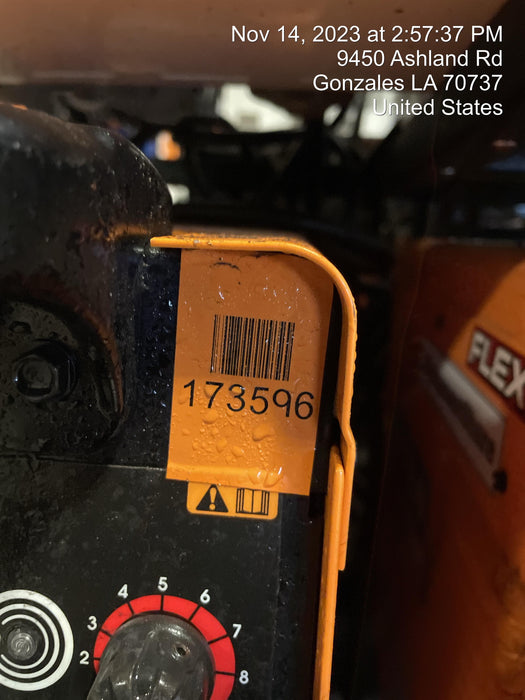 Nov 14, 2023 at 2:57:37 PM
9450 Ashland Rd
Gonzales LA 70737
United States
173596
FLEX
2
3
4
5
6
7
8